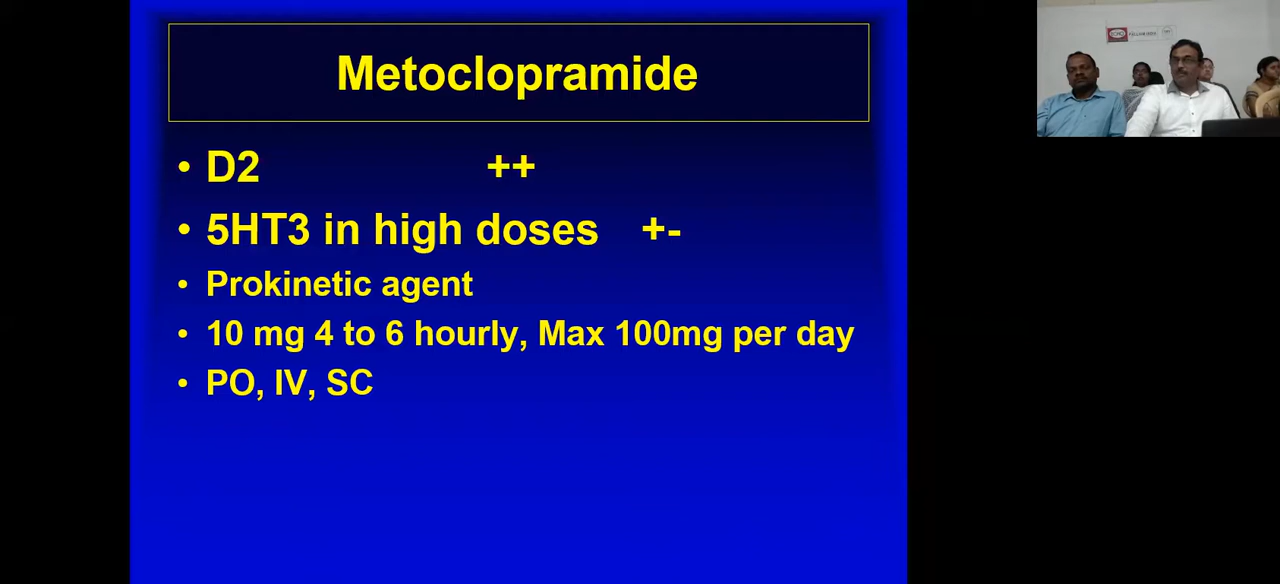 Metoclopramide
• D2 ++
• 5HT3 in high doses +-
• Prokinetic agent
• 10 mg 4 to 6 hourly, Max 100mg per day
• PO, IV, SC